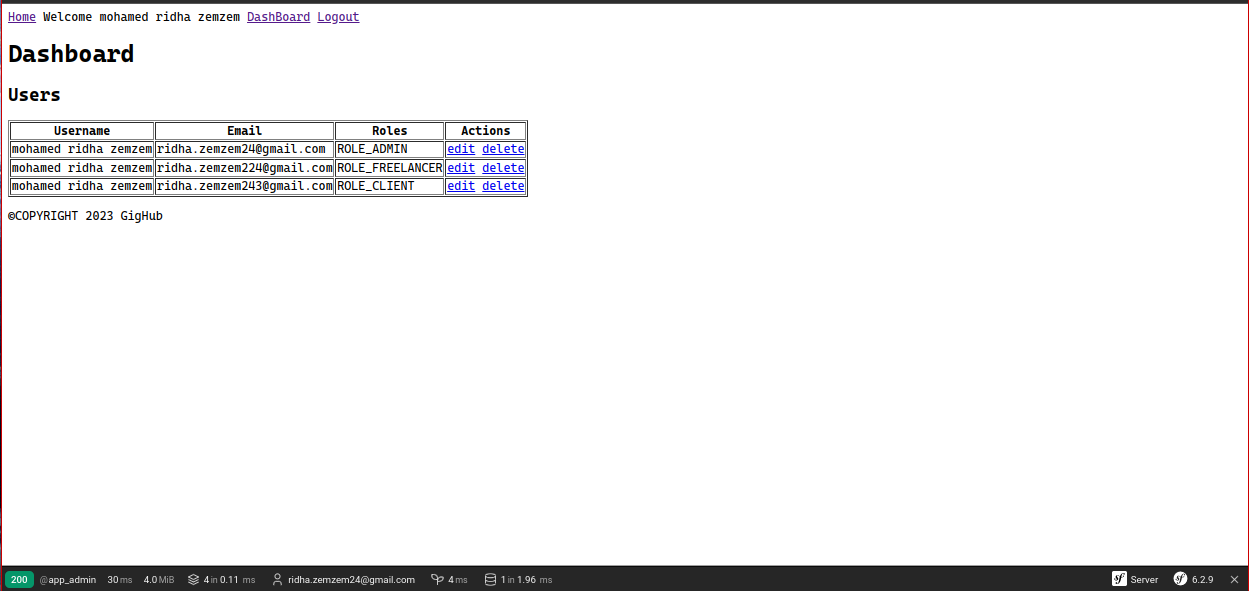 Home Welcome mohamed ridha zemzem DashBoard Logout
Dashboard
Users
Username Email Roles Actions
mohamed ridha zemzem ridha.zemzem24@gmail.com ROLE_ADMIN edit delete
mohamed ridha zemzem ridha.zemzem224@gmail.com ROLE_FREELANCER edit delete
mohamed ridha zemzem ridha.zemzem243@gmail.com ROLE_CLIENT edit delete
©COPYRIGHT 2023 GigHub
200 @app_admin 30 ms 4.0 MiB 4 in 0.11 ms ridha.zemzem24@gmail.com 4 ms 1 in 1.96 ms sf Server sf 6.2.9